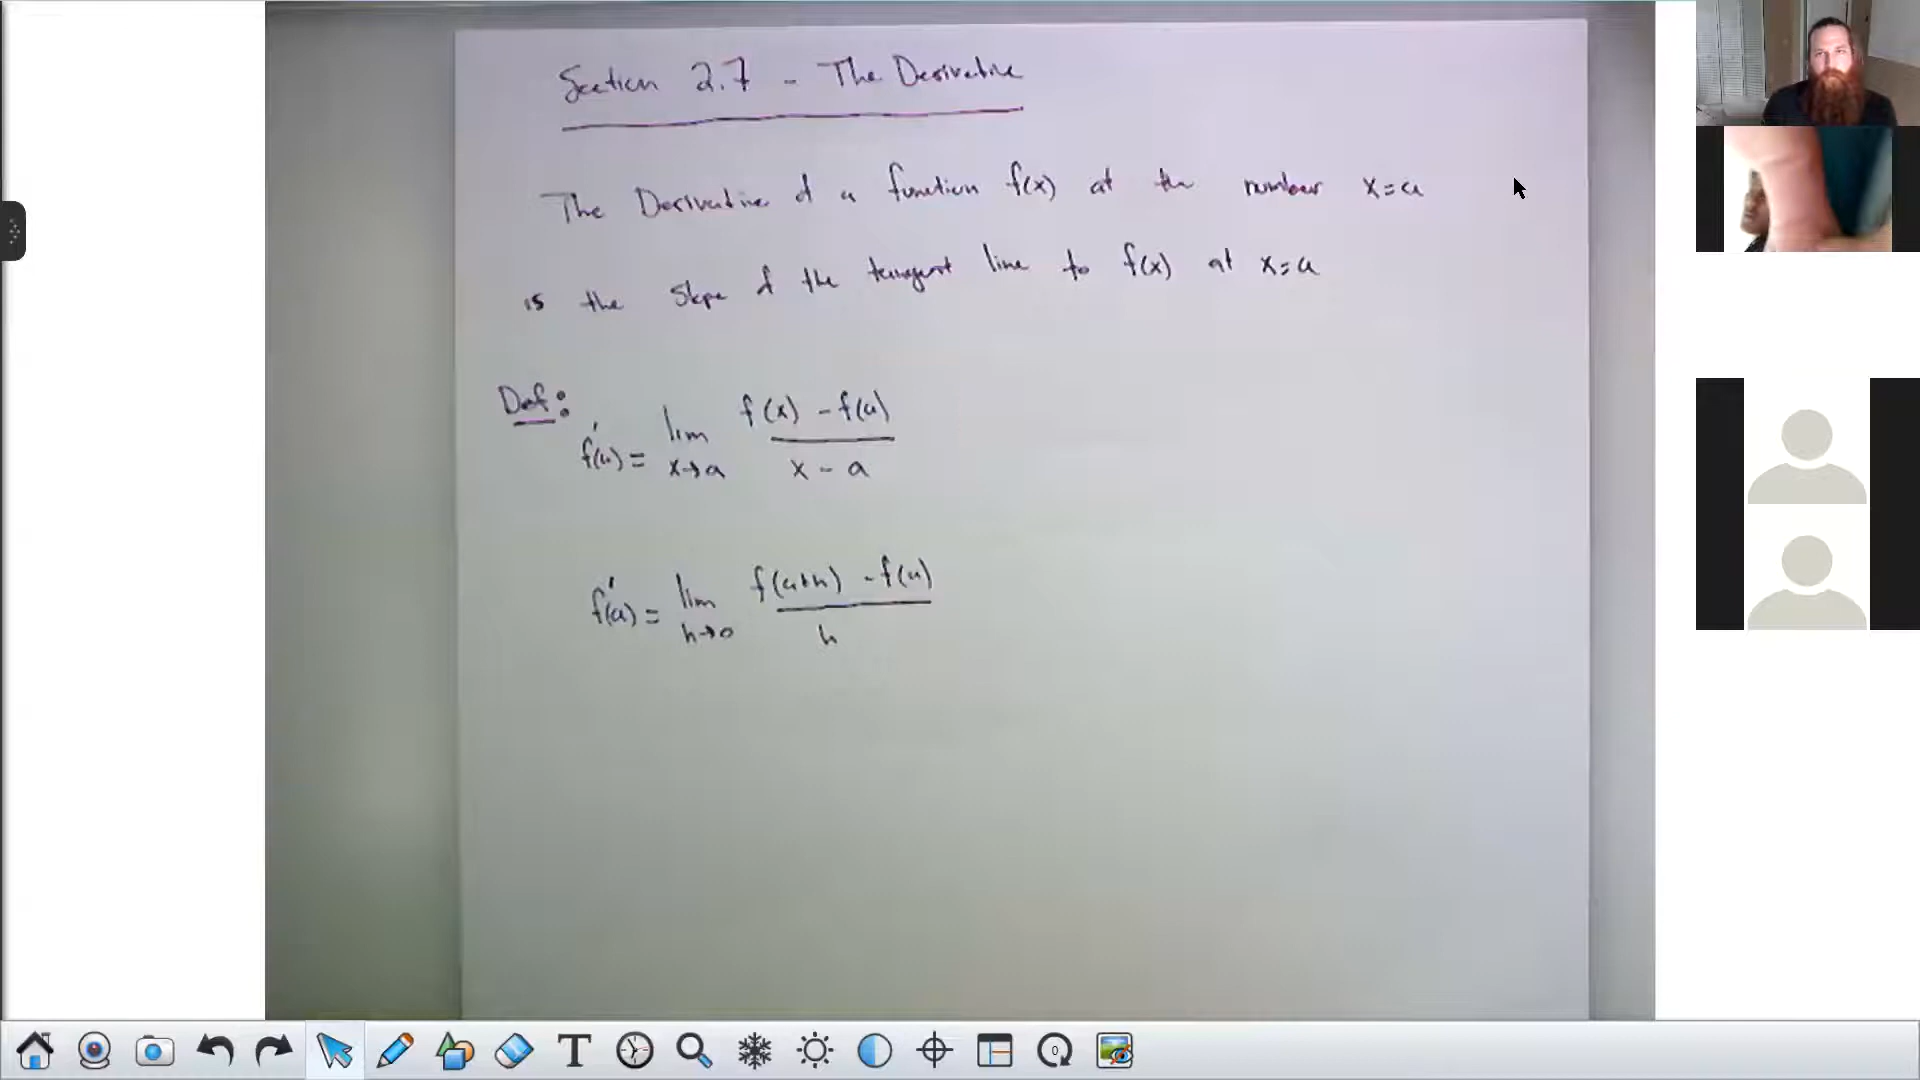 Section 2.7 - The Derivative
The Derivative of a function f(x) at the number x=a
is the slope of the tangent line to f(x) at x=a
Def:
f'(a) = lim x→a f(x) - f(a) / x - a
f'(a) = lim h→0 f(a+h) - f(a) / h
T
0